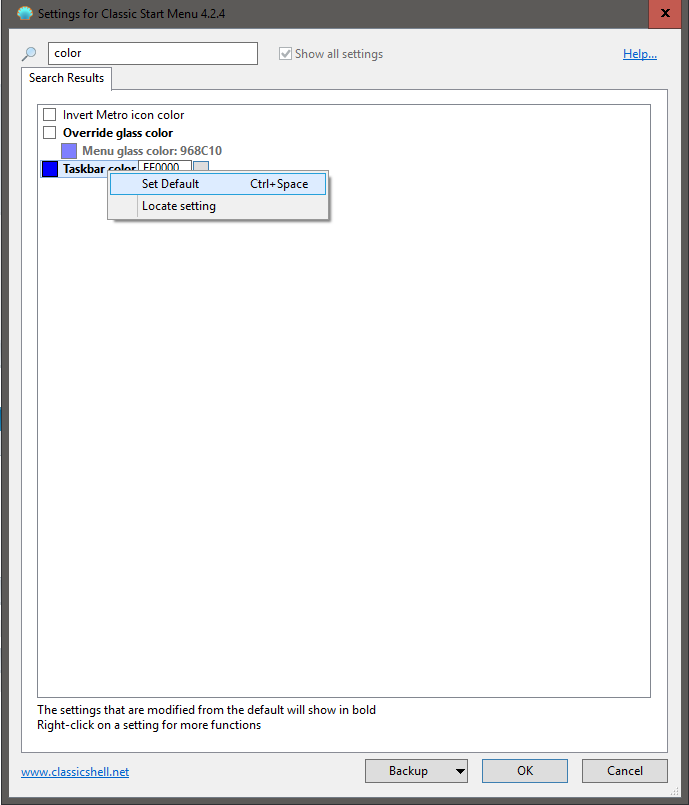 Settings for Classic Start Menu 4.2.4
x
color
Show all settings
Help...
Search Results
Invert Metro icon color
Override glass color
Menu glass color: 968C10
Taskbar color FF0000
Set Default Ctrl+Space
Locate setting
The settings that are modified from the default will show in bold
Right-click on a setting for more functions
www.classicshell.net
Backup
OK
Cancel